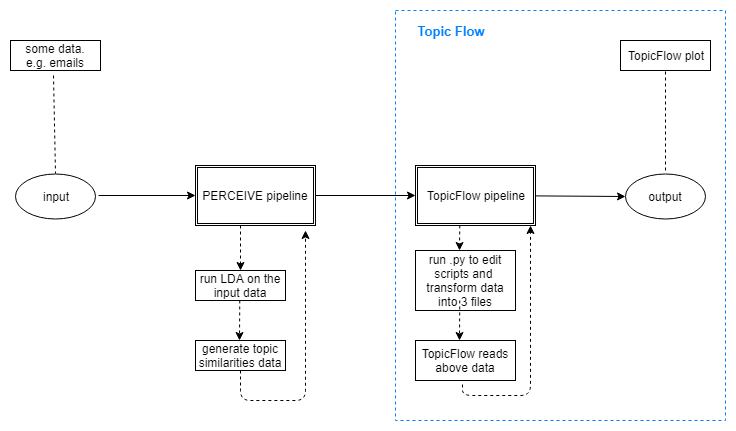 Topic Flow
some data.
e.g. emails
TopicFlow plot
input
PERCEIVE pipeline
TopicFlow pipeline
output
run LDA on the
input data
generate topic
similarities data
run .py to edit
scripts and
transform data
into 3 files
TopicFlow reads
above data